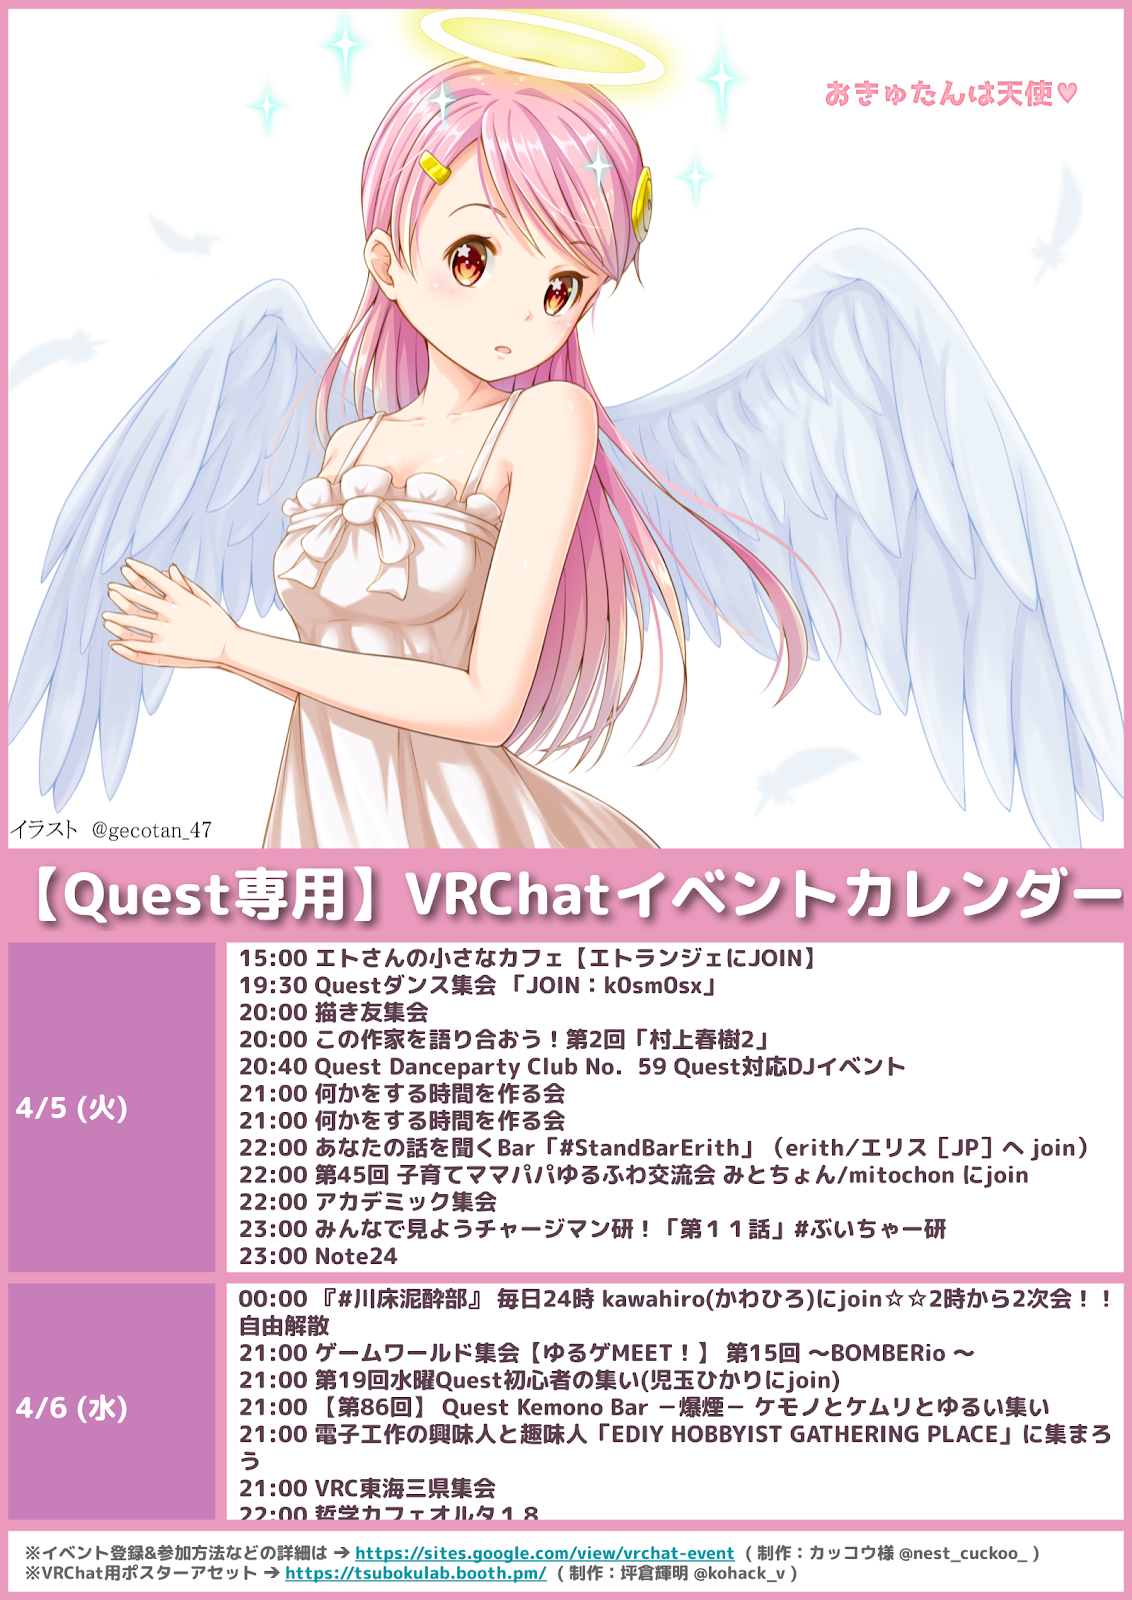 おきゅたんは天使♥
イラスト @gecotan_47
【Quest専用】VRChatイベントカレンダー
4/5 (火)
15:00 エトさんの小さなカフェ【エトランジェにJOIN】
19:30 Questダンス集会 「JOIN：k0sm0sx」
20:00 描き友集会
20:00 この作家を語り合おう！第2回「村上春樹2」
20:40 Quest Danceparty Club No．59 Quest対応DJイベント
21:00 何かをする時間を作る会
21:00 何かをする時間を作る会
22:00 あなたの話を聞くBar「#StandBarErith」（erith/エリス［JP］へ join）
22:00 第45回 子育てママパパゆるふわ交流会 みとちょん/mitochon にjoin
22:00 アカデミック集会
23:00 みんなで見ようチャージマン研！「第１１話」#ぶいちゃー研
23:00 Note24
4/6 (水)
00:00 『#川床泥酔部』 毎日24時 kawahiro(かわひろ)にjoin☆☆2時から2次会！！
自由解散
21:00 ゲームワールド集会【ゆるゲMEET！】 第15回 ～BOMBERio ～
21:00 第19回水曜Quest初心者の集い(児玉ひかりにjoin)
21:00 【第86回】 Quest Kemono Bar －爆煙－ ケモノとケムリとゆるい集い
21:00 電子工作の興味人と趣味人「EDIY HOBBYIST GATHERING PLACE」に集まろ
う
21:00 VRC東海三県集会
22:00 哲学カフェオルタ１８
※イベント登録&参加方法などの詳細は → https://sites.google.com/view/vrchat-event ( 制作：カッコウ様 @nest_cuckoo_ )
※VRChat用ポスターアセット → https://tsubokulab.booth.pm/ ( 制作：坪倉輝明 @kohack_v )